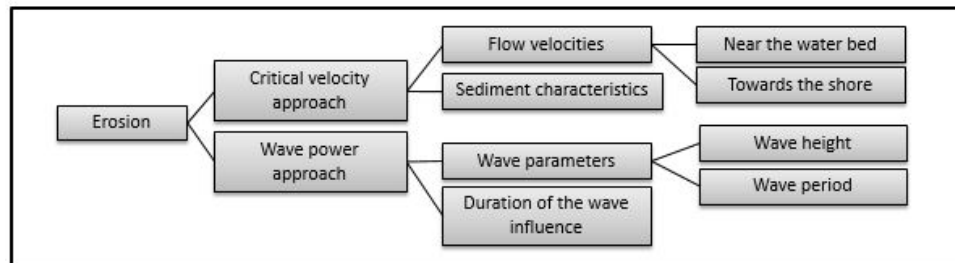 Erosion
Critical velocity
approach
Wave power
approach
Flow velocities
Sediment characteristics
Wave parameters
Duration of the wave
influence
Near the water bed
Towards the shore
Wave height
Wave period